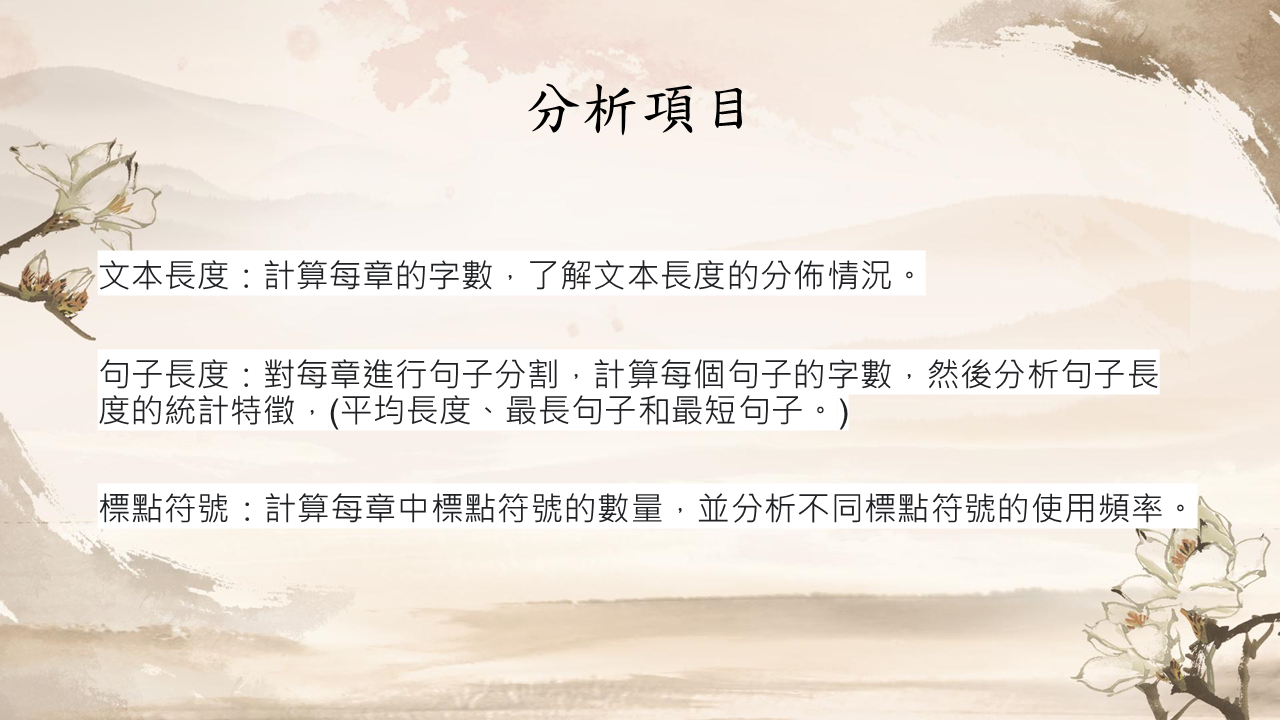 分析項目
文本長度：計算每章的字數，了解文本長度的分佈情況。
句子長度：對每章進行句子分割，計算每個句子的字數，然後分析句子長
度的統計特徵，(平均長度、最長句子和最短句子。)
標點符號：計算每章中標點符號的數量，並分析不同標點符號的使用頻率。